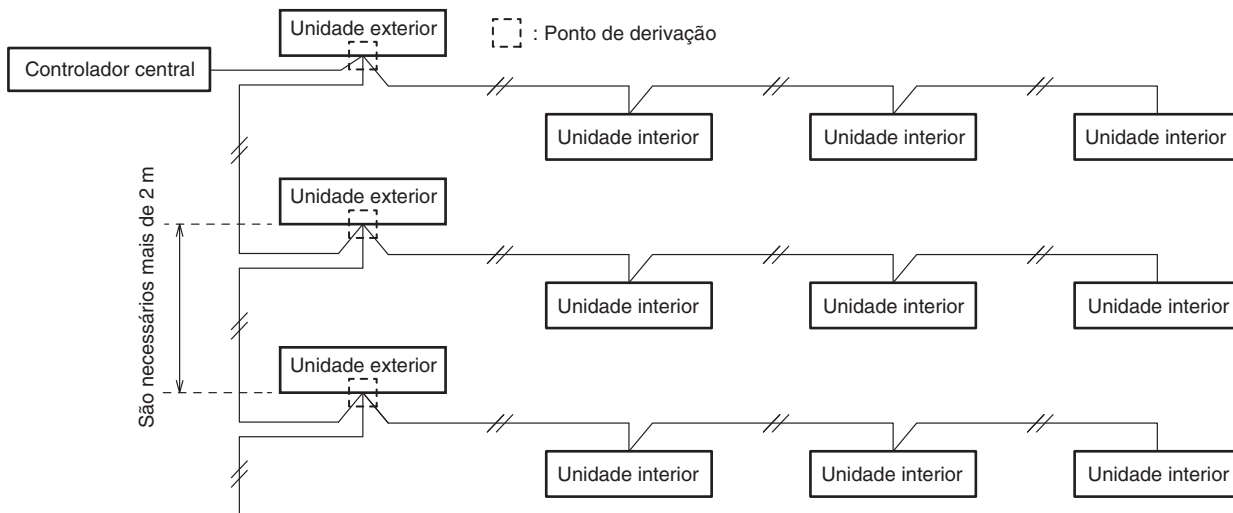 Unidade exterior
: Ponto de derivação
Controlador central
Unidade interior
Unidade interior
Unidade interior
Unidade exterior
São necessários mais de 2 m
Unidade interior
Unidade interior
Unidade interior
Unidade exterior
Unidade interior
Unidade interior
Unidade interior